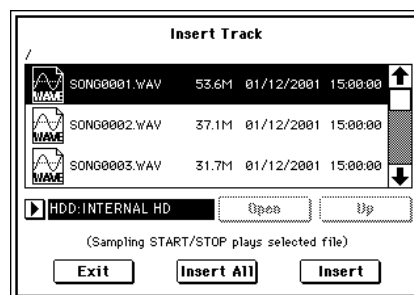 Insert Track
/
WAVE SONG0001.WAV 53.6M 01/12/2001 15:00:00
WAVE SONG0002.WAV 37.1M 01/12/2001 15:00:00
WAVE SONG0003.WAV 31.7M 01/12/2001 15:00:00
HDD:INTERNAL HD Open Up
(Sampling START/STOP plays selected file)
Exit Insert All Insert